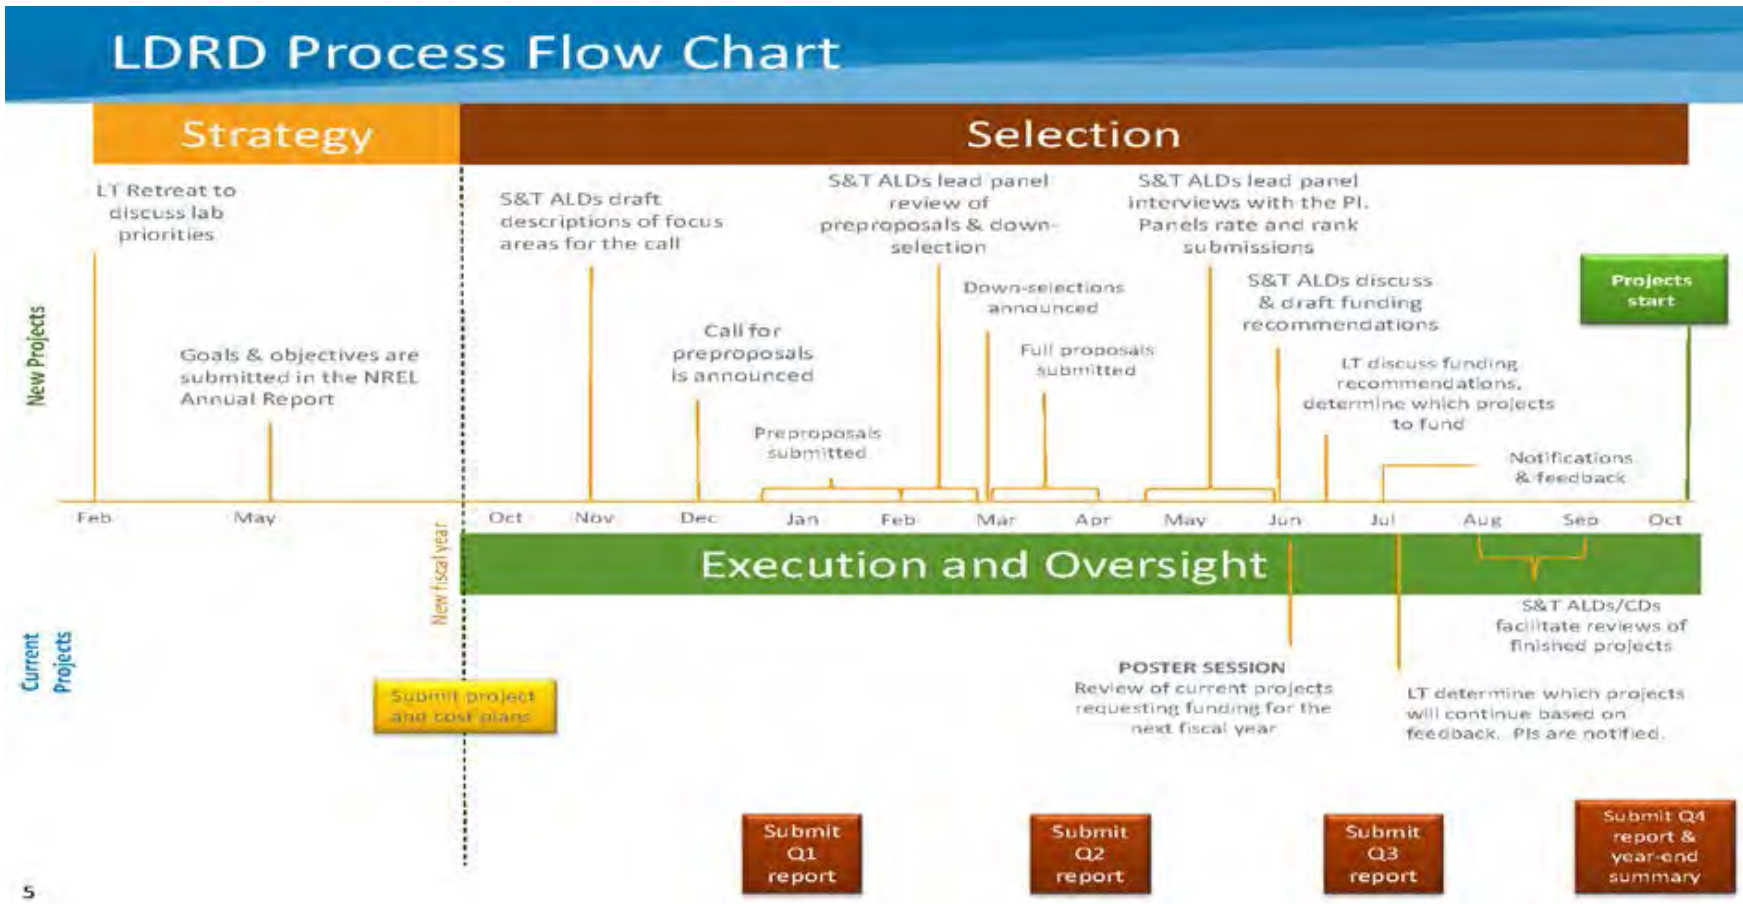 LDRD Process Flow Chart
Strategy
Selection
LT Retreat to
discuss lab
priorities
Goals & objectives are
submitted in the NREL
Annual Report
S&T ALDs draft
descriptions of focus
areas for the call
Call for
preproposals
is announced
Preproposals
submitted
S&T ALDs lead panel
review of
preproposals & down-
selection
Down-selections
announced
Full proposals
submitted
S&T ALDs lead panel
interviews with the PI.
Panels rate and rank
submissions
S&T ALDs discuss
& draft funding
recommendations
LT discuss funding
recommendations,
determine which projects
to fund
Notifications
& feedback
Projects
start
New Projects
Feb May Oct Nov Dec Jan Feb Mar Apr May Jun Jul Aug Sep Oct
New fiscal year
Execution and Oversight
Current
Projects
Submit project
and cost plans
POSTER SESSION
Review of current projects
requesting funding for the
next fiscal year
S&T ALDs/CDs
facilitate reviews of
finished projects
LT determine which projects
will continue based on
feedback. PIs are notified.
Submit
Q1
report
Submit
Q2
report
Submit
Q3
report
Submit Q4
report &
year-end
summary
5